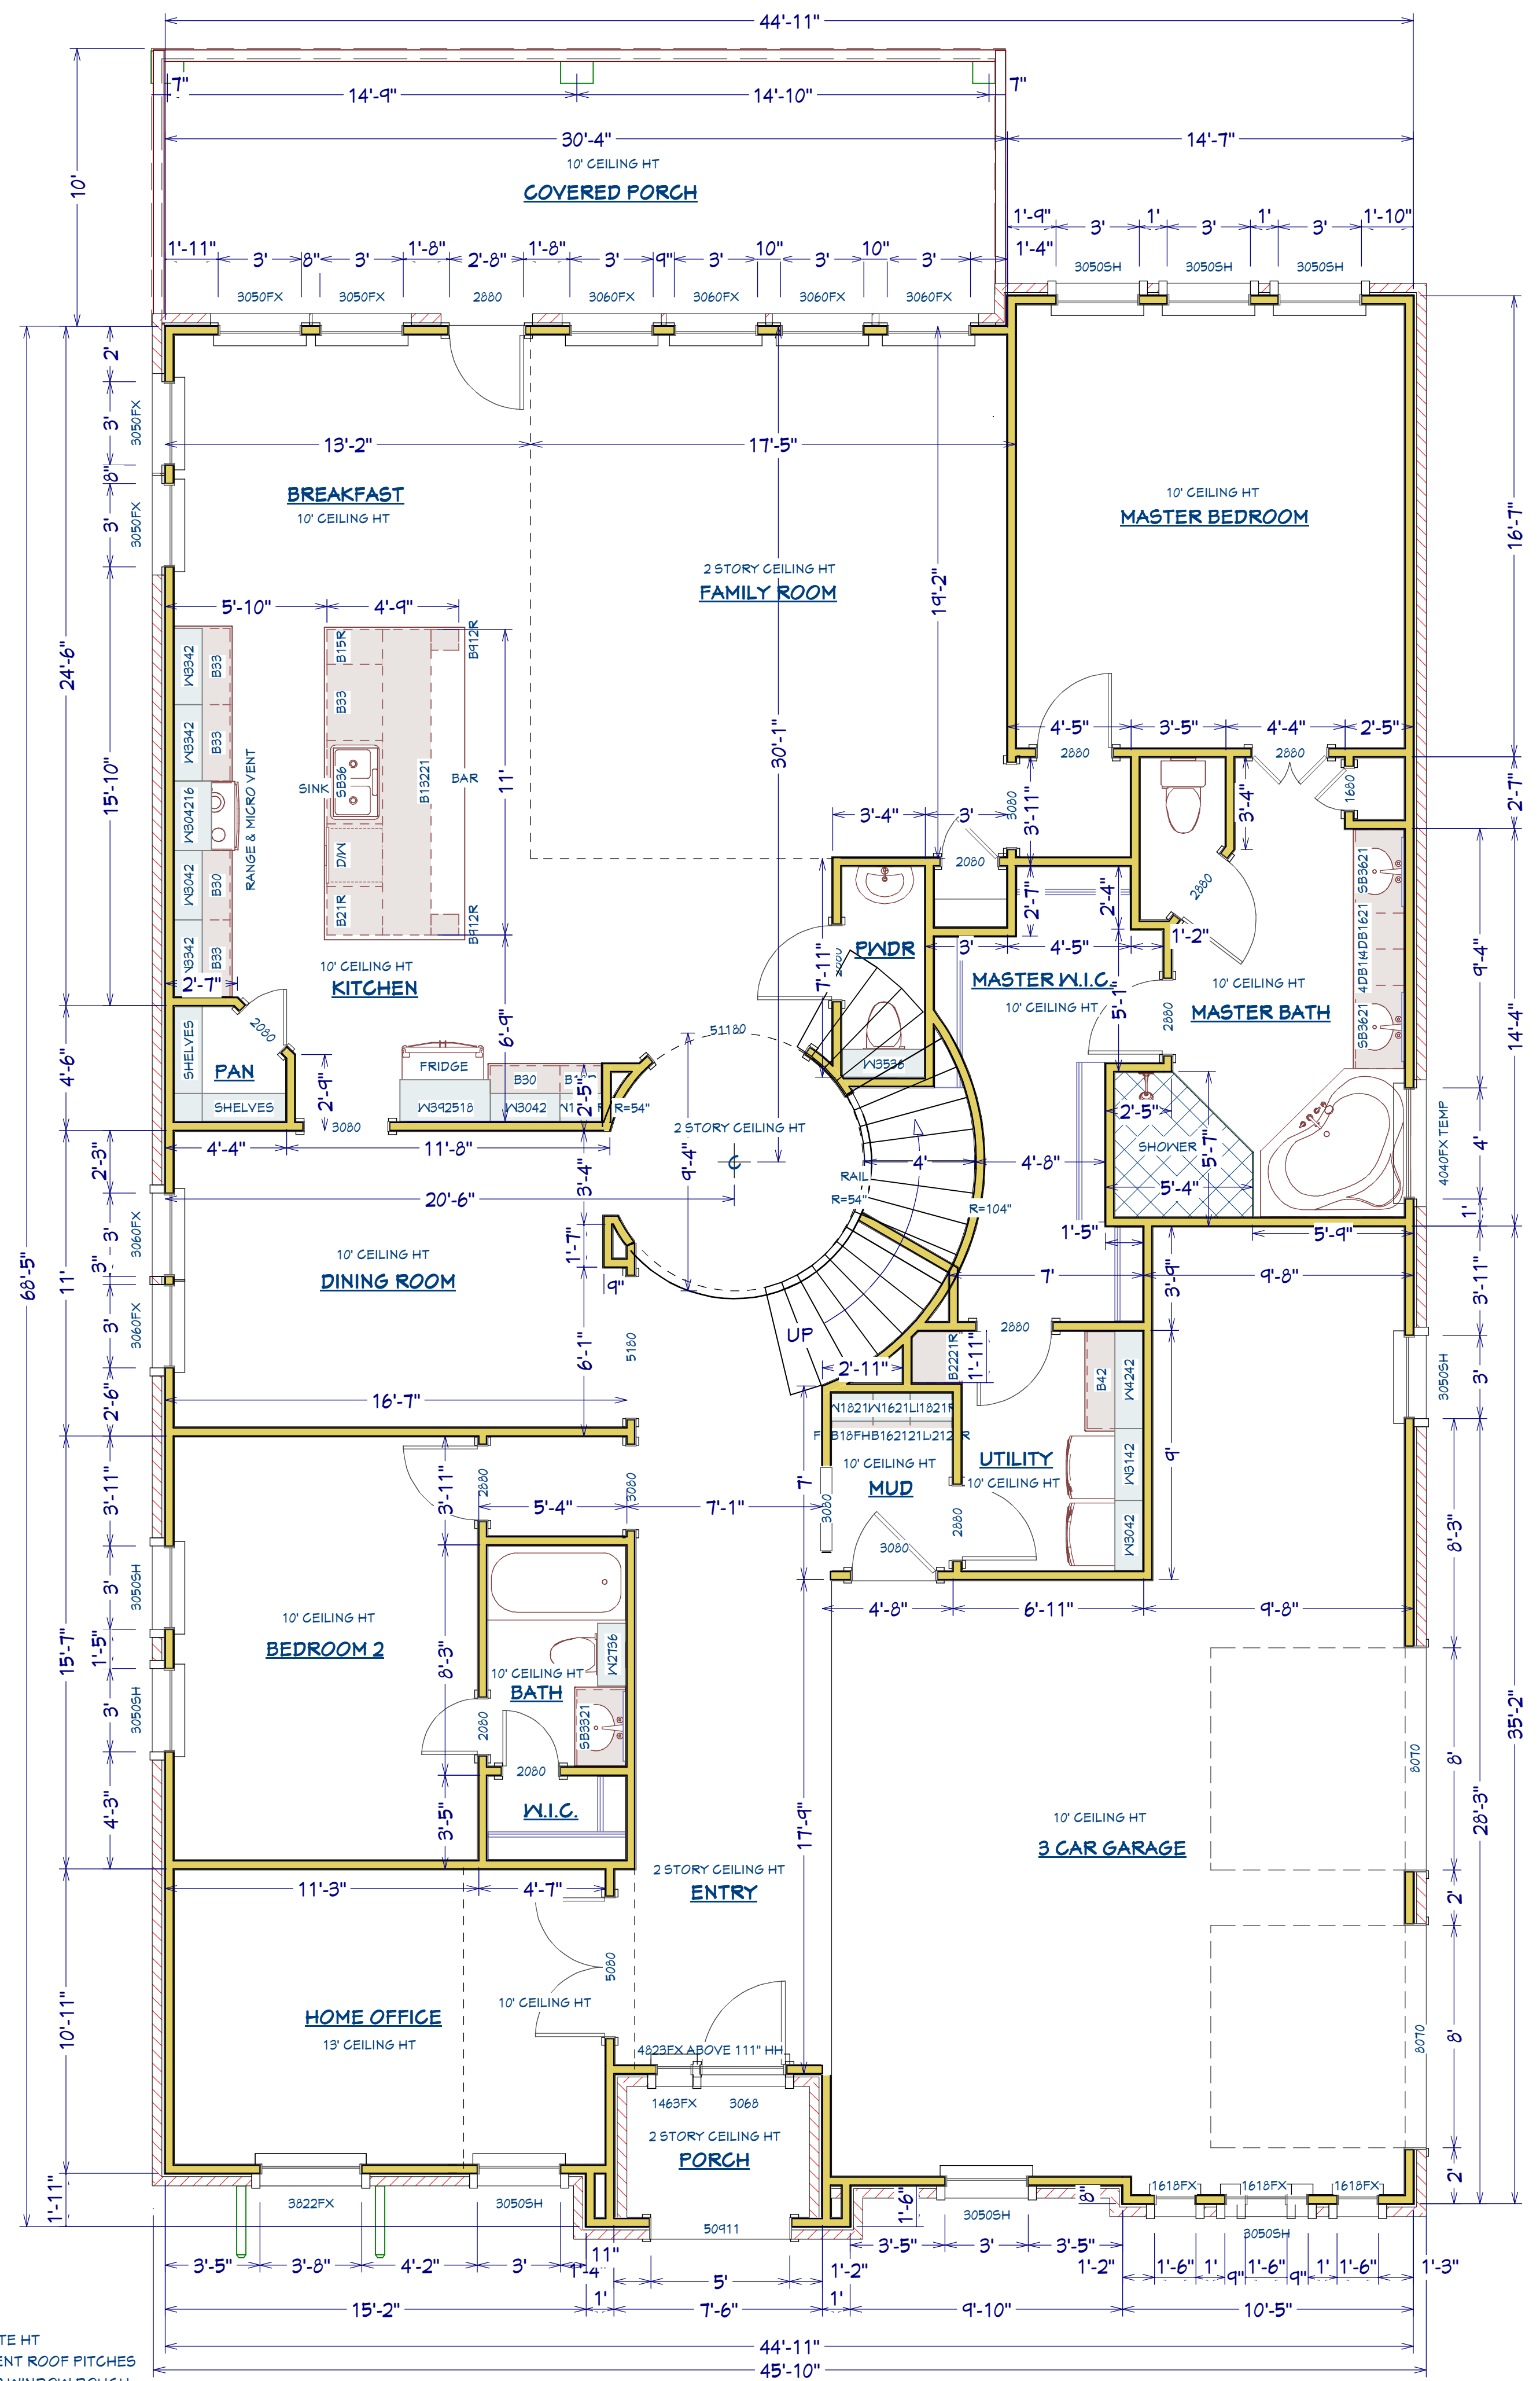 44'-11"
7"
14'-9"
14'-10"
7"
30'-4"
14'-7"
10'
10' CEILING HT
COVERED PORCH
1'-11"
3'
8"
3'
1'-8"
2'-8"
1'-8"
3'
9"
3'
10"
3'
10"
3'
1'-4"
1'-9"
3'
1'
3'
1'
3'
1'-10"
3050FX
3050FX
2880
3060FX
3060FX
3060FX
3060FX
3050SH
3050SH
3050SH
2'
3'
3050FX
8"
3'
3050FX
13'-2"
17'-5"
BREAKFAST
10' CEILING HT
2 STORY CEILING HT
FAMILY ROOM
19'-2"
30'-1"
10' CEILING HT
MASTER BEDROOM
16'-7"
24'-6"
15'-10"
5'-10"
4'-9"
W3342
B33
W3342
B33
W304216
W3042
B30
W3342
B33
RANGE & MICRO VENT
B15R
B912R
B33
SINK
SB36
B13221
BAR
11'
D/W
B21R
B912R
10' CEILING HT
KITCHEN
2'-7"
6'-9"
4'-5"
3'-5"
4'-4"
2'-5"
2880
2880
1680
2'-7"
3'-4"
3'
3080
3'-11"
3'-4"
2080
2880
2'-7"
2'-4"
3'
4'-5"
1'-2"
PWDR
7'-11"
W3536
MASTER W.I.C.
10' CEILING HT
5'-1"
2880
10' CEILING HT
MASTER BATH
SB3621
4DB1621
SB3621
9'-4"
14'-4"
4'-6"
SHELVES
PAN
SHELVES
2080
2'-9"
3080
FRIDGE
W392518
B30
W3042
2'-5"
R=54"
51180
2 STORY CEILING HT
9'-4"
RAIL
R=54"
4'
R=104"
4'-8"
2'-5"
SHOWER
5'-7"
5'-4"
4040FX TEMP
4'
1'
1'-5"
5'-9"
4'-4"
11'-8"
20'-6"
3'-4"
2'-3"
3'
3060FX
3"
3'
3060FX
11'
2'-6"
68'-5"
10' CEILING HT
DINING ROOM
1'-7"
9"
6'-1"
5180
16'-7"
UP
2'-11"
7'
9'-8"
3'-9"
3'-11"
2880
B2221R
1'-11"
B42
W4242
3050SH
3'
10' CEILING HT
MUD
UTILITY
10' CEILING HT
W3142
W3042
9'
7'
3080
2880
3080
2880
3'-11"
5'-4"
3080
7'-1"
8'-3"
4'-8"
6'-11"
9'-8"
3'-11"
3'
3050SH
1'-5"
3'
3050SH
15'-7"
4'-3"
10' CEILING HT
BEDROOM 2
8'-3"
10' CEILING HT
BATH
W2736
SB3321
2080
2080
W.I.C.
3'-5"
17'-9"
10' CEILING HT
3 CAR GARAGE
8'
8070
28'-3"
35'-2"
2'
8'
8070
2'
2 STORY CEILING HT
ENTRY
11'-3"
4'-7"
5080
10'-11"
10' CEILING HT
HOME OFFICE
13' CEILING HT
4823FX ABOVE 111" HH
1463FX
3068
2 STORY CEILING HT
PORCH
50911
1'-11"
3822FX
3050SH
1'-6"
3050SH
8"
1618FX
1618FX
1618FX
3050SH
3'-5"
3'-8"
4'-2"
3'
1'-4"
11"
5'
1'-2"
3'-5"
3'
3'-5"
1'-2"
1'-6"
1'
9"
1'-6"
9"
1'
1'-6"
1'-3"
15'-2"
1'
7'-6"
1'
9'-10"
10'-5"
44'-11"
45'-10"
TE HT
ENT ROOF PITCHES